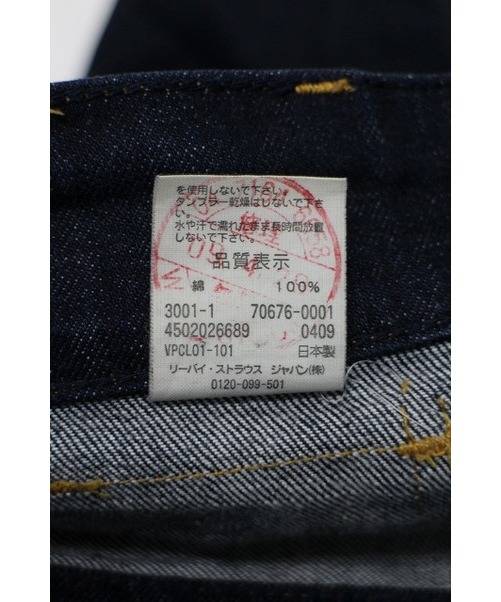 を使用しないで下さい。
タンブラー乾燥はしないで下さ
い。
水や汗で濡れたまま長時間放置
しないで下さい。
品質表示
綿 100%
3001-1 70676-0001
4502026689 0409
VPCL01-101 日本製
リーバイ・ストラウス ジャパン(株)
0120-099-501